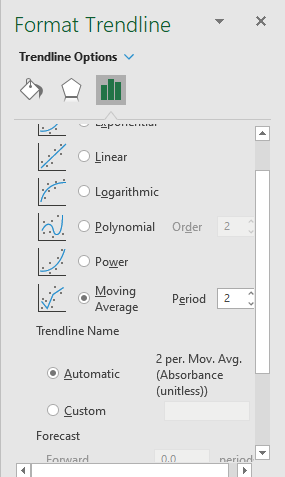 Format Trendline
Trendline Options
Exponential
Linear
Logarithmic
Polynomial Order 2
Power
Moving
Average Period 2
Trendline Name
Automatic 2 per. Mov. Avg.
(Absorbance
(unitless))
Custom
Forecast
Forward 0.0 period